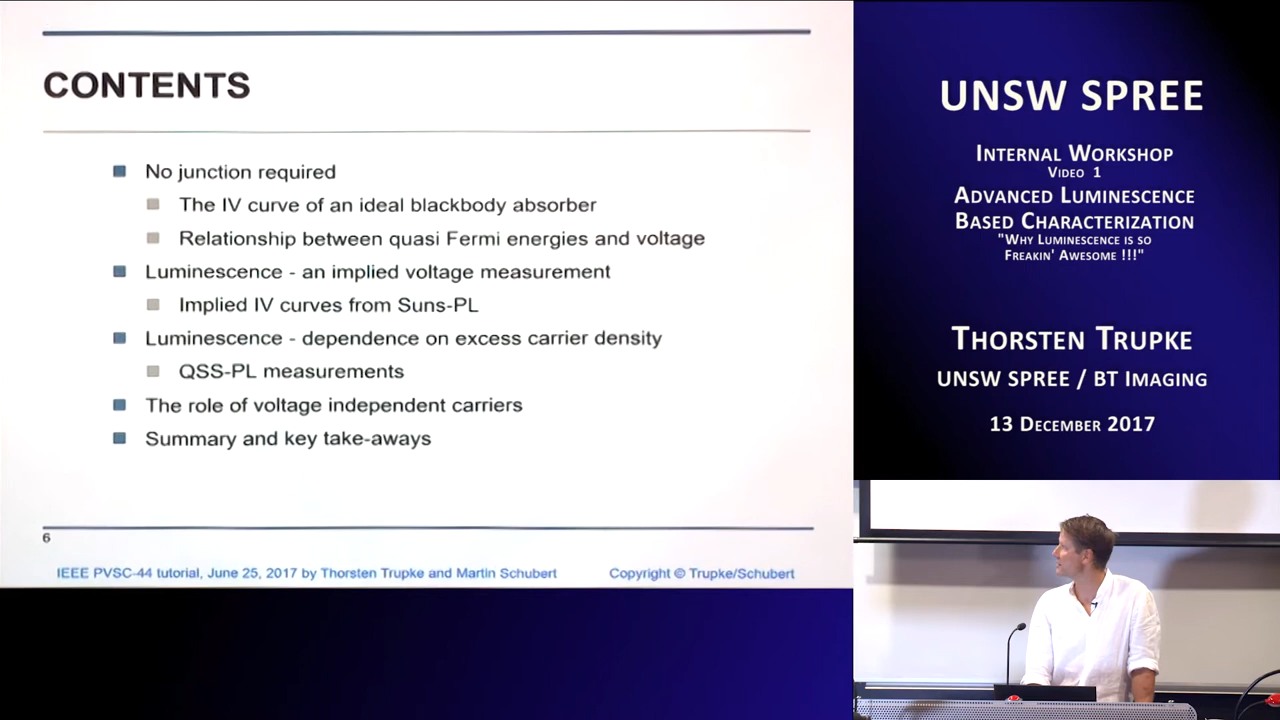 CONTENTS
No junction required
The IV curve of an ideal blackbody absorber
Relationship between quasi Fermi energies and voltage
Luminescence - an implied voltage measurement
Implied IV curves from Suns-PL
Luminescence - dependence on excess carrier density
QSS-PL measurements
The role of voltage independent carriers
Summary and key take-aways
6
IEEE PVSC-44 tutorial, June 25, 2017 by Thorsten Trupke and Martin Schubert
Copyright © Trupke/Schubert
UNSW SPREE
Internal Workshop
Video 1
Advanced Luminescence
Based Characterization
"Why Luminescence is so
Freakin' Awesome !!!"
Thorsten Trupke
UNSW SPREE / BT Imaging
13 December 2017